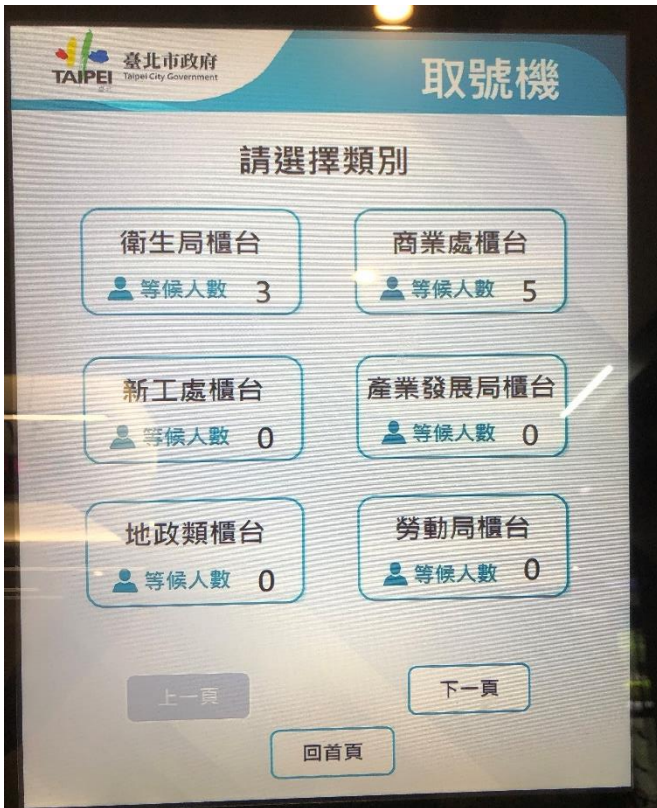 TAIPEI
臺北市政府
Taipei City Government
取號機
請選擇類別
衛生局櫃台
等候人數 3
商業處櫃台
等候人數 5
新工處櫃台
等候人數 0
產業發展局櫃台
等候人數 0
地政類櫃台
等候人數 0
勞動局櫃台
等候人數 0
上一頁
下一頁
回首頁